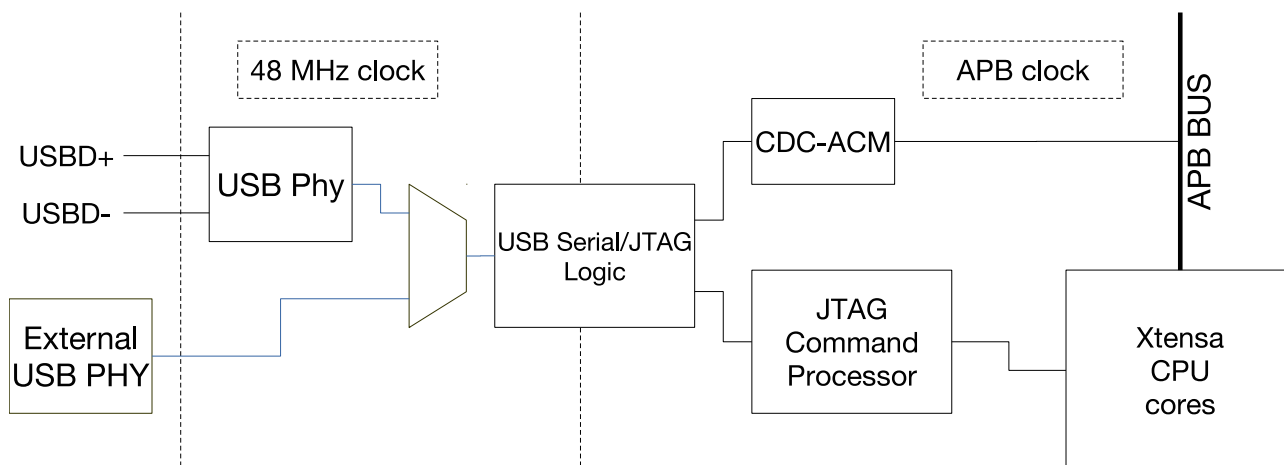 48 MHz clock
APB clock
USBD+
USBD-
USB Phy
CDC-ACM
APB BUS
USB Serial/JTAG
Logic
External
USB PHY
JTAG
Command
Processor
Xtensa
CPU
cores